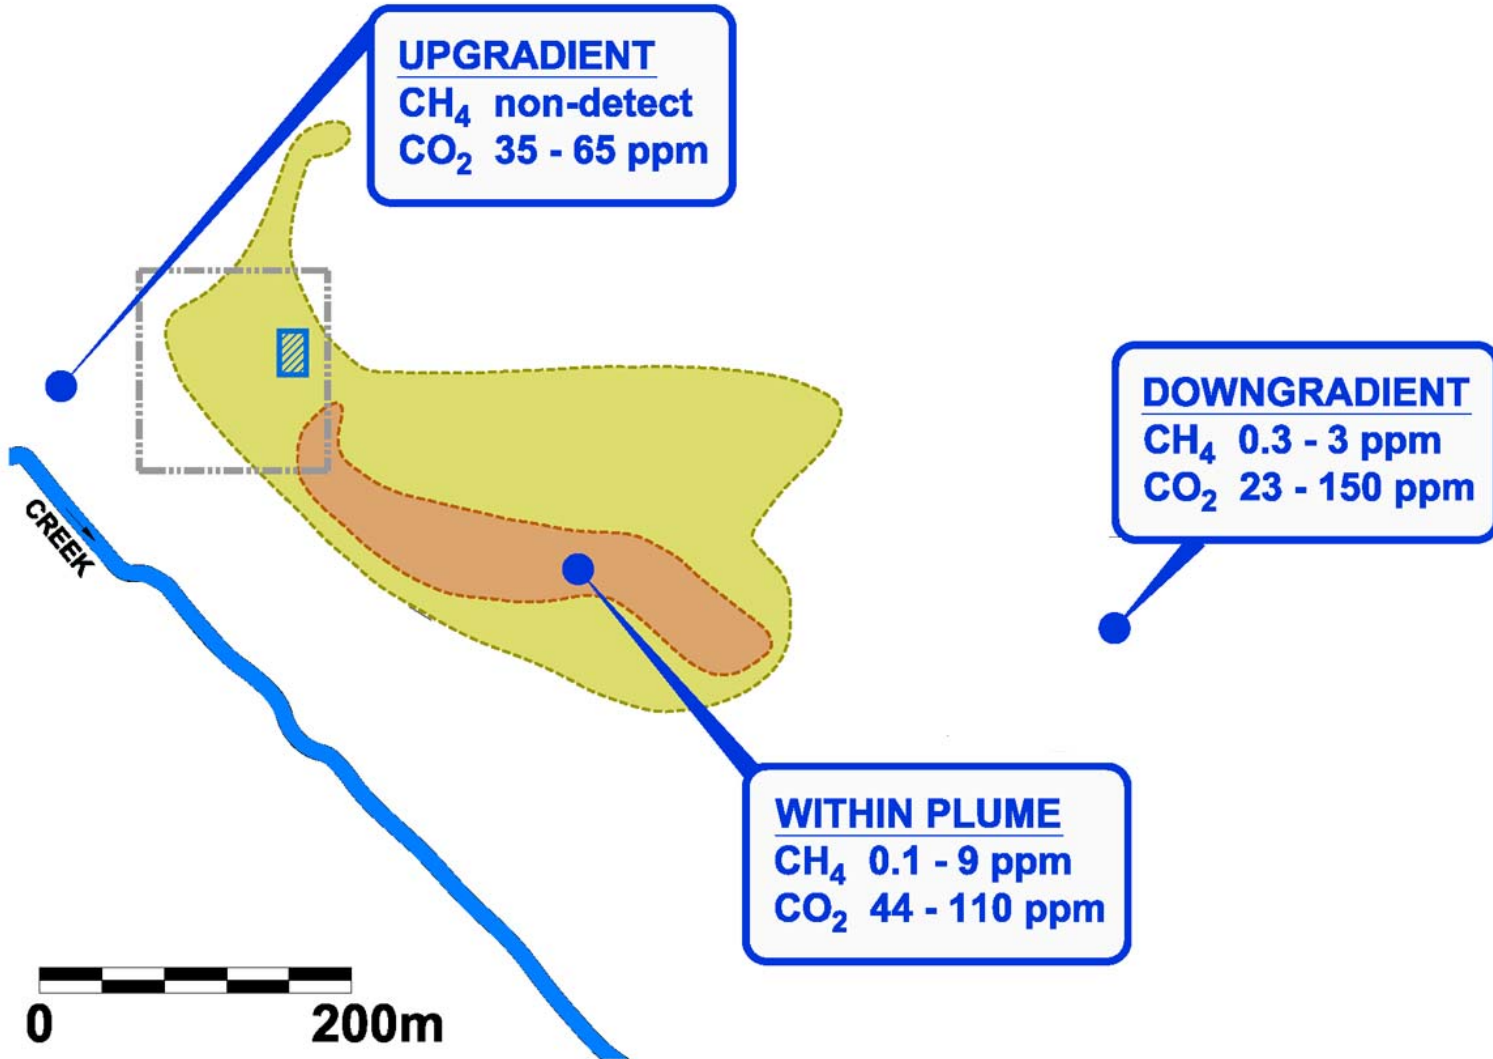 UPGRADIENT
CH₄ non-detect
CO₂ 35 - 65 ppm
DOWNGRADIENT
CH₄ 0.3 - 3 ppm
CO₂ 23 - 150 ppm
CREEK
WITHIN PLUME
CH₄ 0.1 - 9 ppm
CO₂ 44 - 110 ppm
0 200m